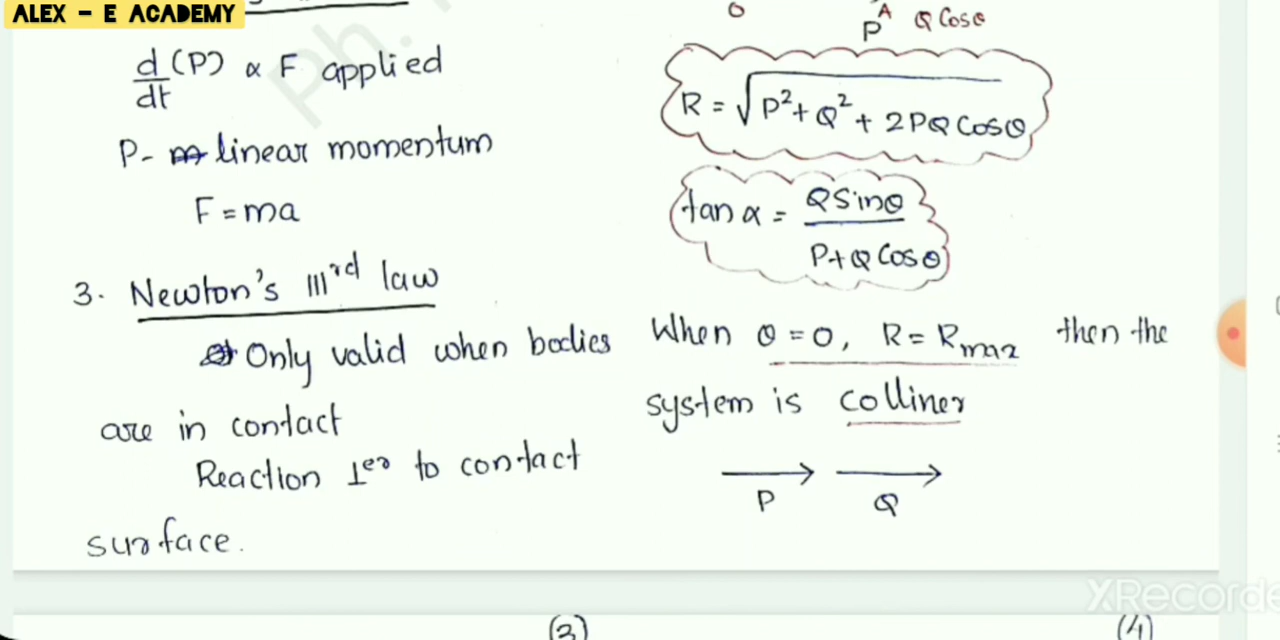 ALEX - E ACADEMY
d/dt (P) ∝ F applied
P - linear momentum
F = ma
3. Newton's IIIrd law
Only valid when bodies
are in contact
Reaction ⊥er to contact
surface.
(3)
O
A
P Q Cosθ
R = √P²+Q²+2PQ Cosθ
tan α = Q Sinθ / P+Q Cosθ
When θ = 0, R = Rmax then the
system is colliner
P Q
(4)
Ph.
XRecorde